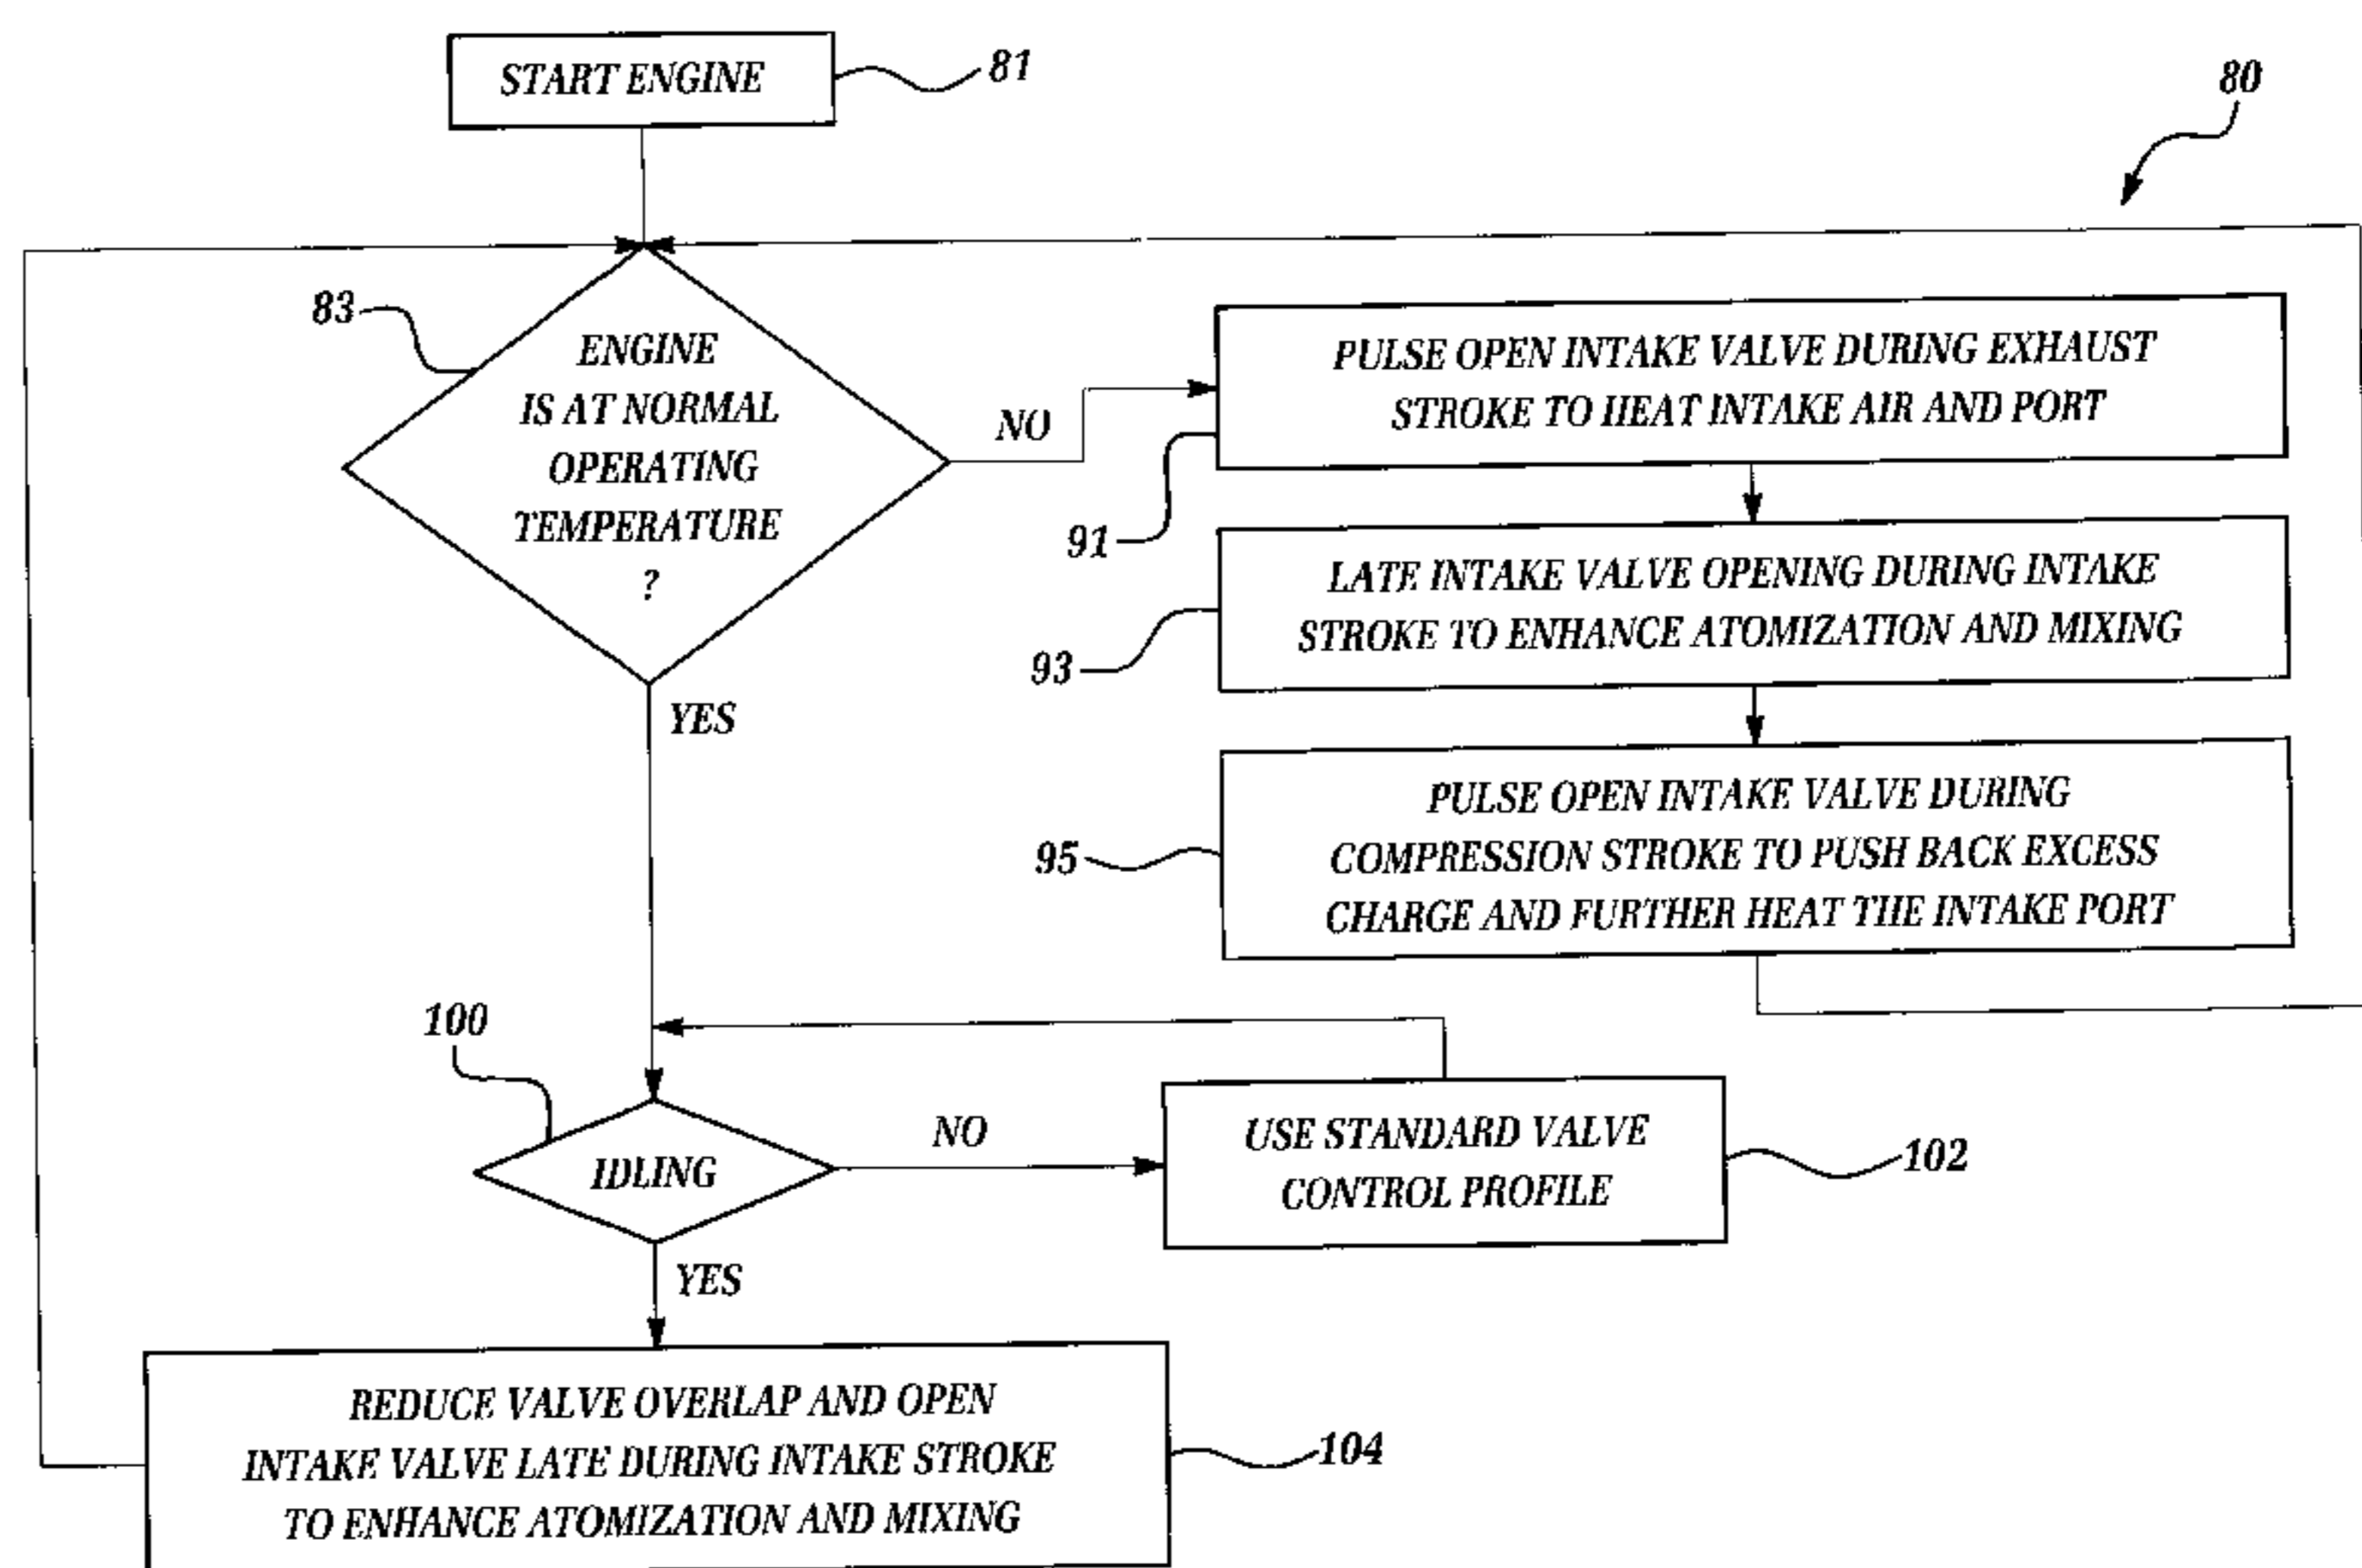 START ENGINE
81
80
83
ENGINE
IS AT NORMAL
OPERATING
TEMPERATURE
?
NO
YES
PULSE OPEN INTAKE VALVE DURING EXHAUST
STROKE TO HEAT INTAKE AIR AND PORT
91
LATE INTAKE VALVE OPENING DURING INTAKE
STROKE TO ENHANCE ATOMIZATION AND MIXING
93
PULSE OPEN INTAKE VALVE DURING
COMPRESSION STROKE TO PUSH BACK EXCESS
CHARGE AND FURTHER HEAT THE INTAKE PORT
95
100
IDLING
NO
USE STANDARD VALVE
CONTROL PROFILE
102
YES
REDUCE VALVE OVERLAP AND OPEN
INTAKE VALVE LATE DURING INTAKE STROKE
TO ENHANCE ATOMIZATION AND MIXING
104